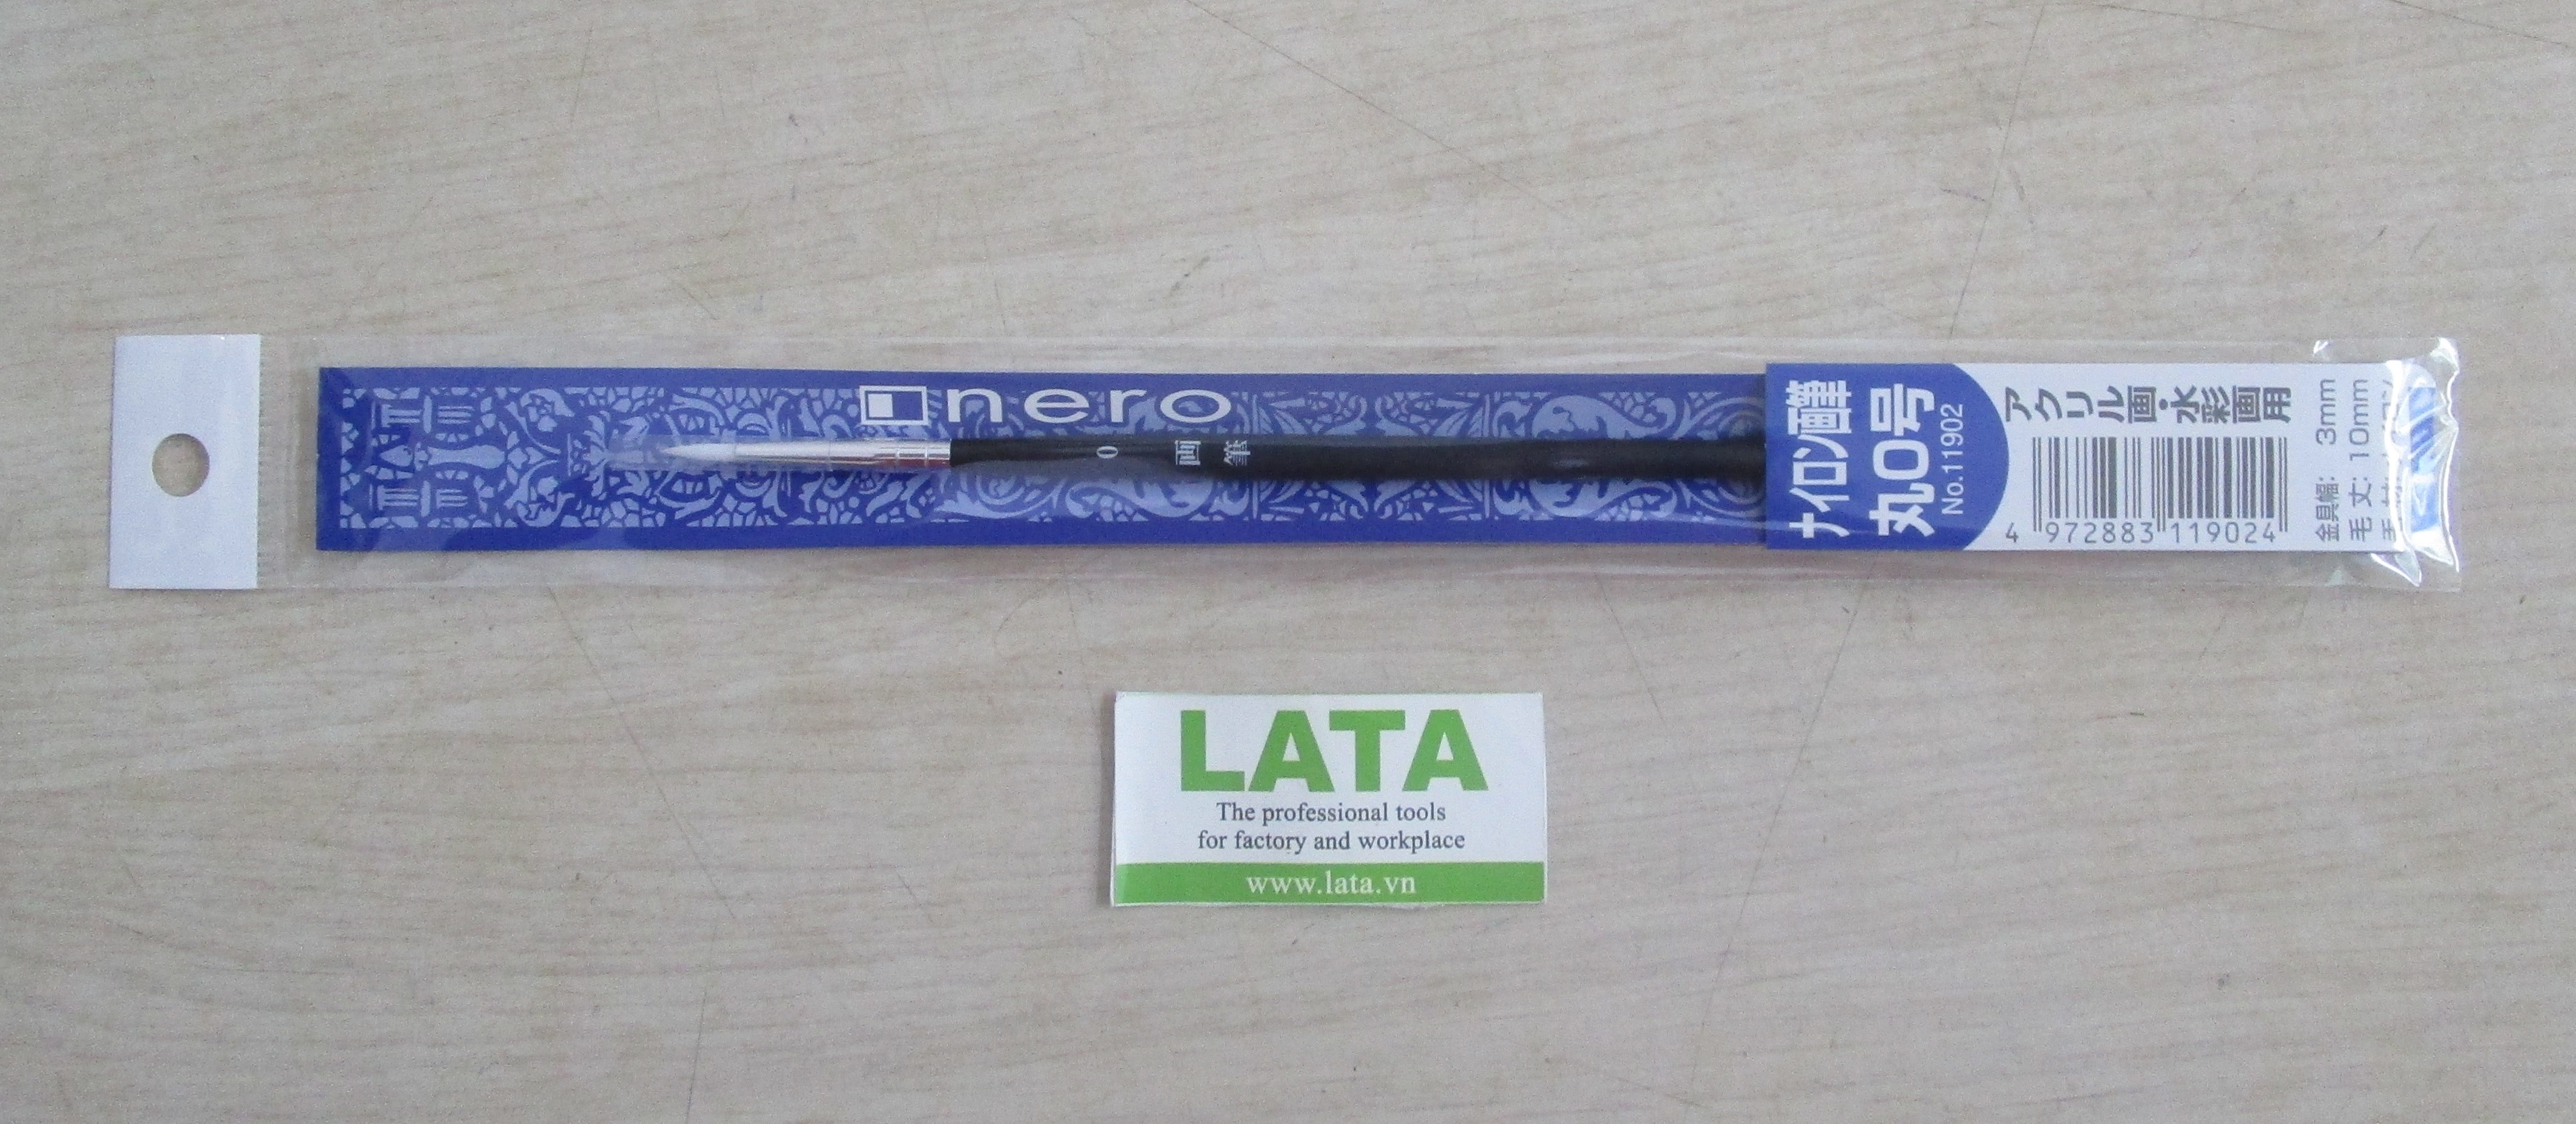 nero
0 画 筆
ナイロン画筆
丸0号
No.11902
アクリル画・水彩画用
4 972883 119024
金具幅: 3mm
毛 丈: 10mm
LATA
The professional tools
for factory and workplace
www.lata.vn